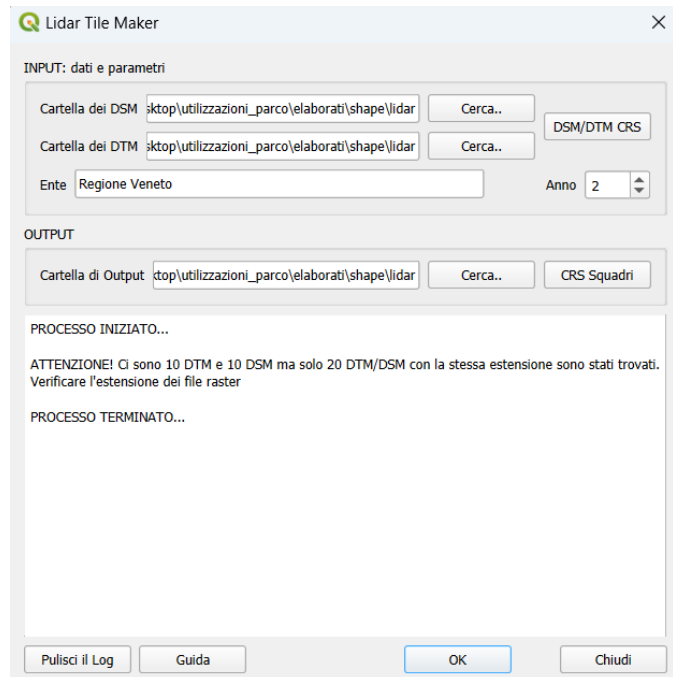 Lidar Tile Maker
INPUT: dati e parametri
Cartella dei DSM sktop\utilizzazioni_parco\elaborati\shape\lidar Cerca.. DSM/DTM CRS
Cartella dei DTM sktop\utilizzazioni_parco\elaborati\shape\lidar Cerca..
Ente Regione Veneto Anno 2
OUTPUT
Cartella di Output ktop\utilizzazioni_parco\elaborati\shape\lidar Cerca.. CRS Squadri
PROCESSO INIZIATO...
ATTENZIONE! Ci sono 10 DTM e 10 DSM ma solo 20 DTM/DSM con la stessa estensione sono stati trovati.
Verificare l'estensione dei file raster
PROCESSO TERMINATO...
Pulisci il Log Guida OK Chiudi